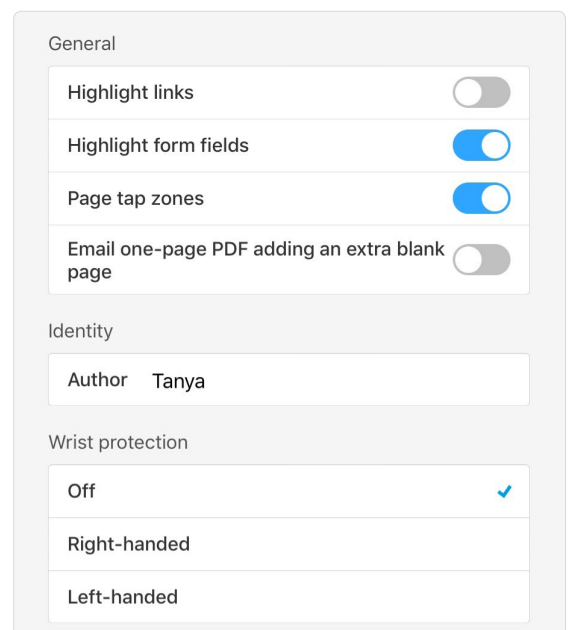 General
Highlight links
Highlight form fields
Page tap zones
Email one-page PDF adding an extra blank
page
Identity
Author Tanya
Wrist protection
Off
Right-handed
Left-handed